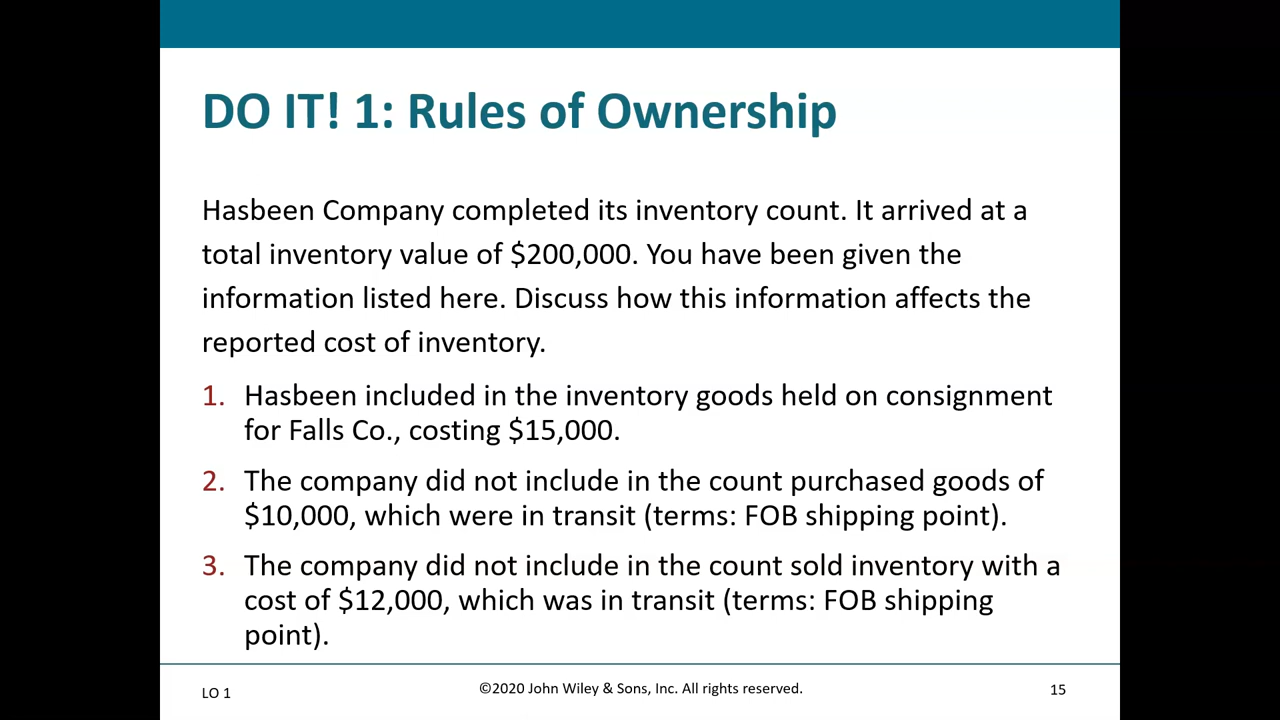 DO IT! 1: Rules of Ownership
Hasbeen Company completed its inventory count. It arrived at a
total inventory value of $200,000. You have been given the
information listed here. Discuss how this information affects the
reported cost of inventory.
1. Hasbeen included in the inventory goods held on consignment
for Falls Co., costing $15,000.
2. The company did not include in the count purchased goods of
$10,000, which were in transit (terms: FOB shipping point).
3. The company did not include in the count sold inventory with a
cost of $12,000, which was in transit (terms: FOB shipping
point).
LO 1
©2020 John Wiley & Sons, Inc. All rights reserved.
15